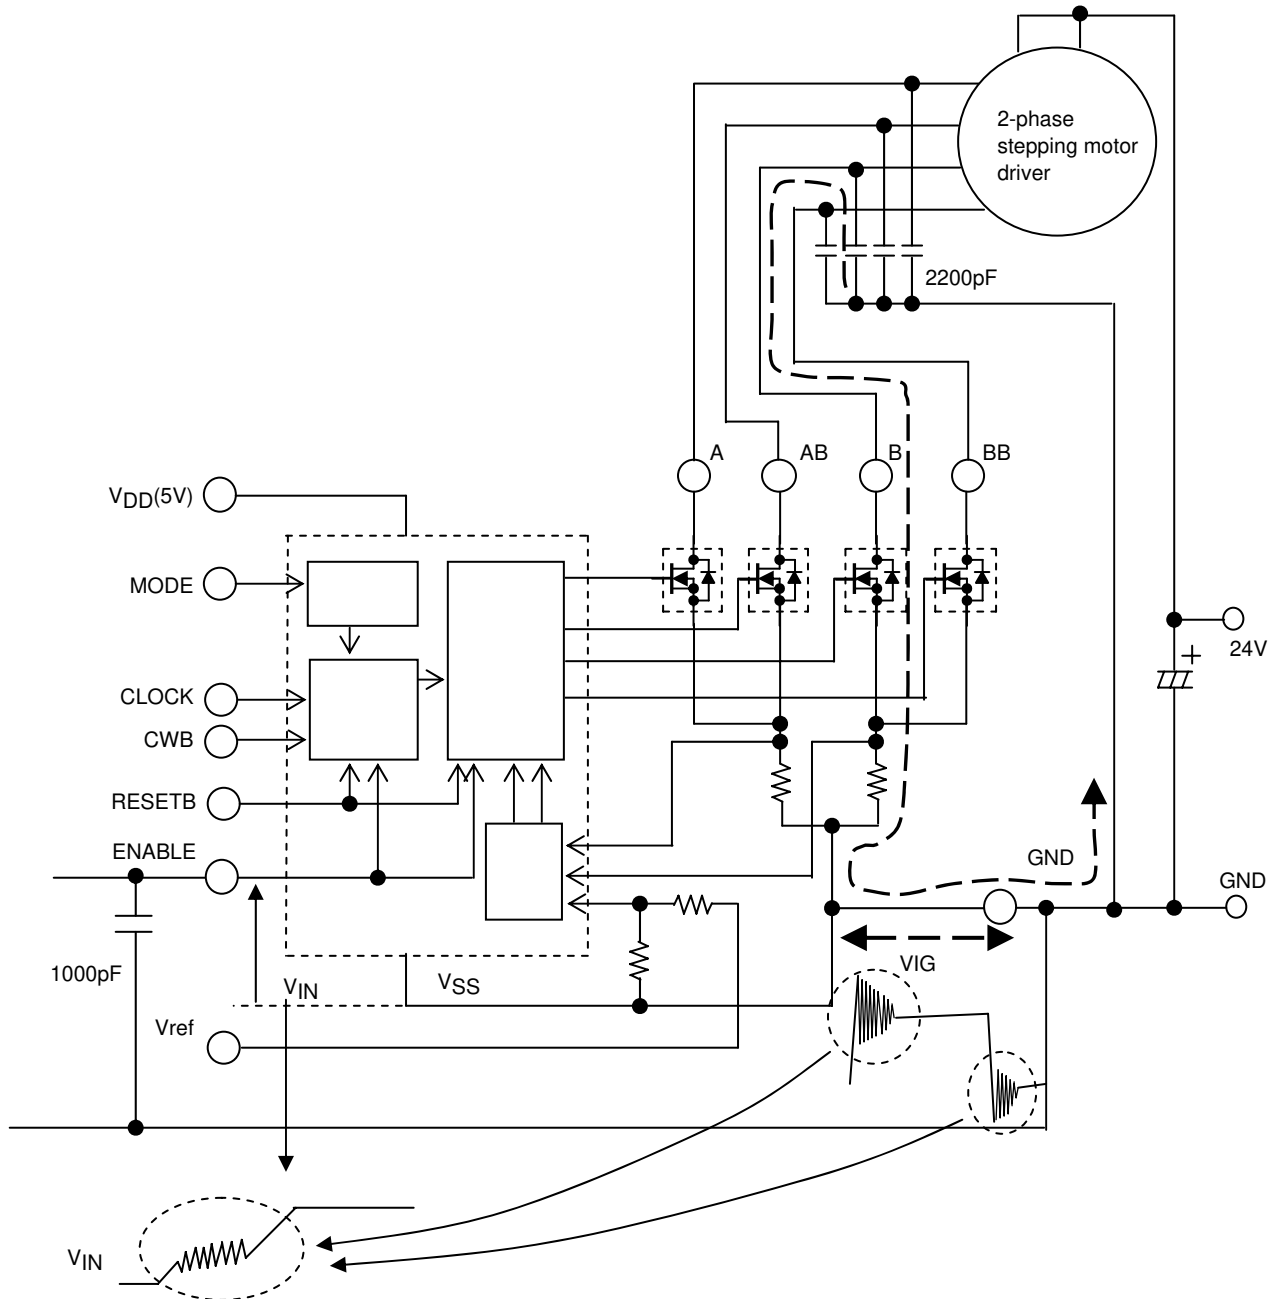 2-phase
stepping motor
driver
2200pF
A
AB
B
BB
VDD(5V)
MODE
CLOCK
CWB
RESETB
ENABLE
24V
+
GND
GND
1000pF
VIN
VSS
VIG
Vref
VIN